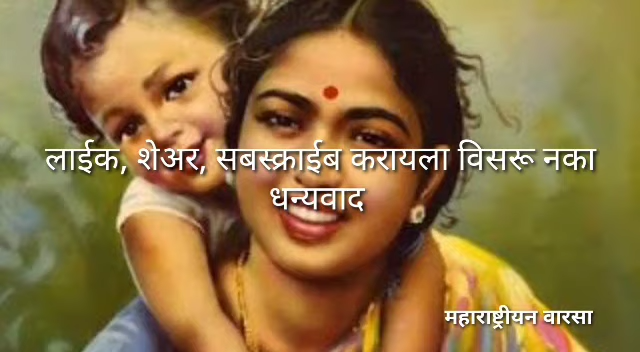 लाईक, शेअर, सबस्क्राईब करायला विसरू नका
धन्यवाद
महाराष्ट्रीयन वारसा